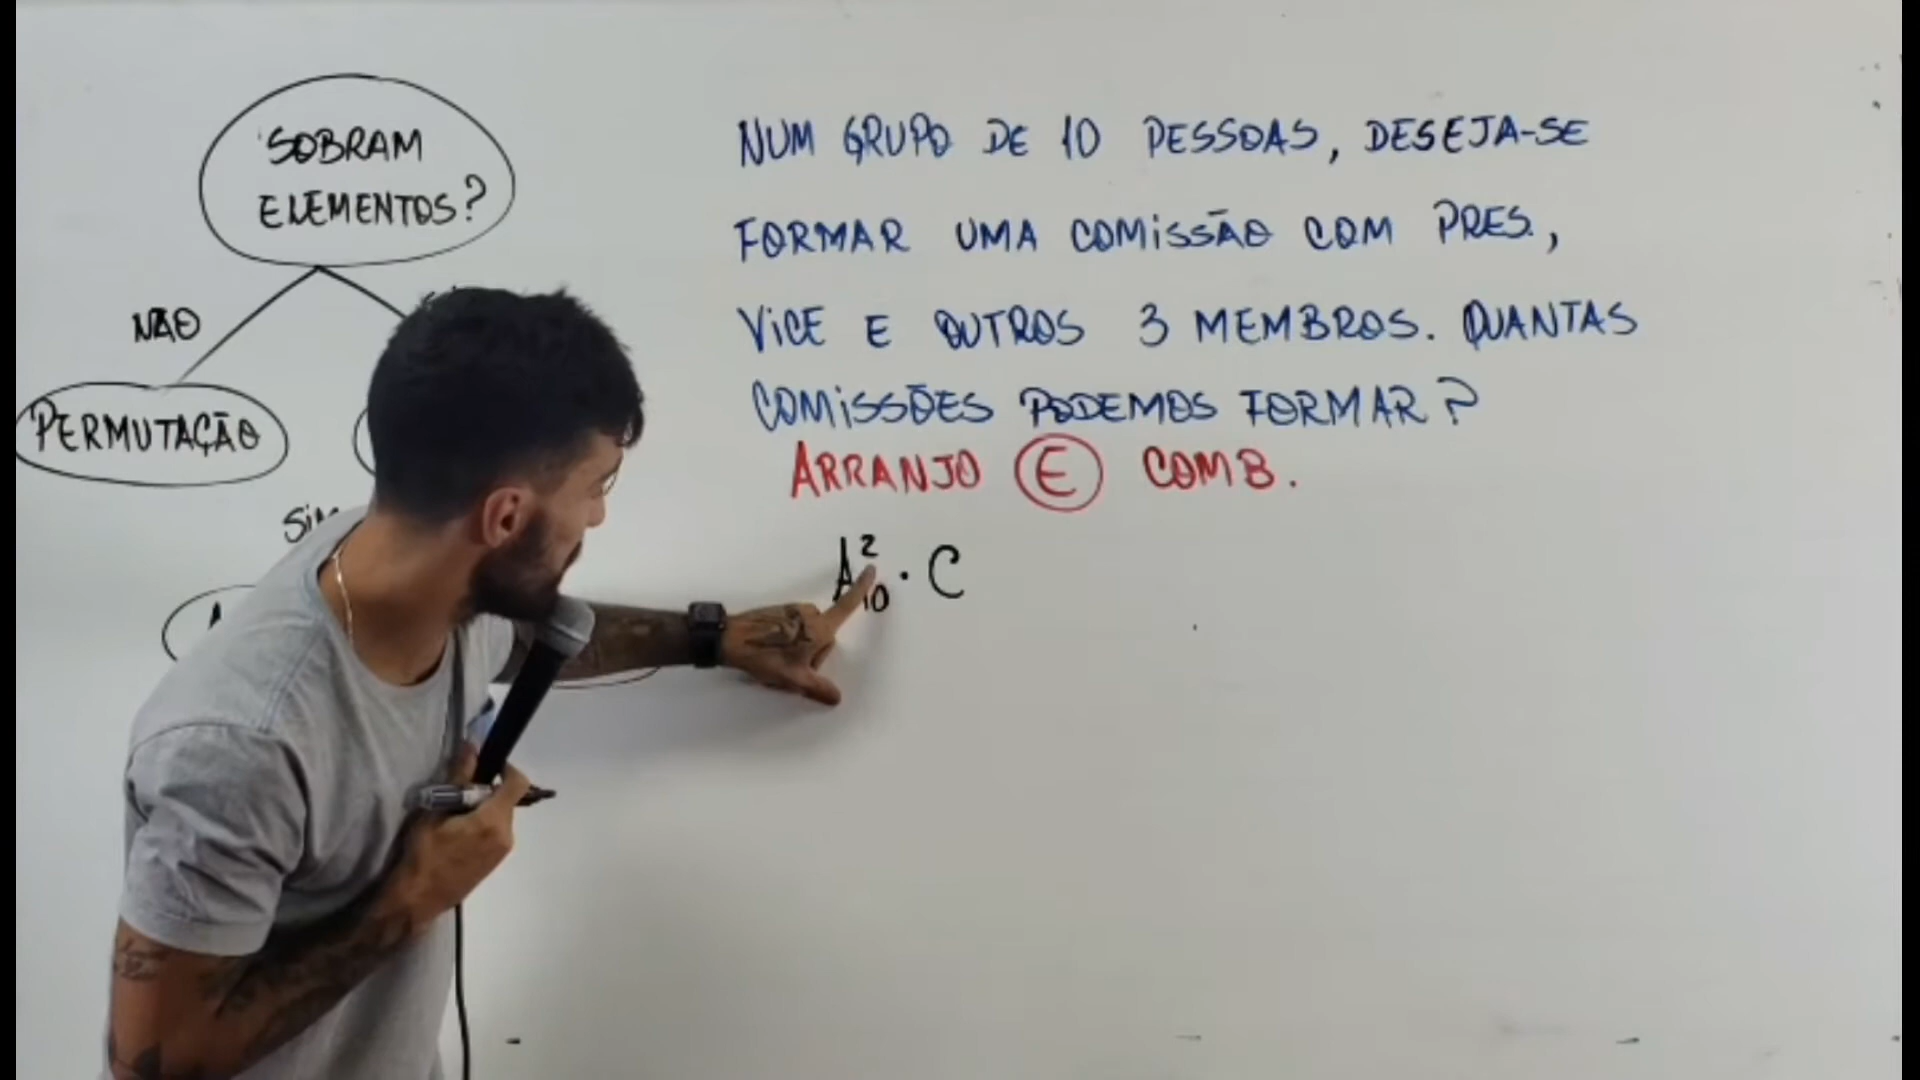 SOBRAM
ELEMENTOS?
NÃO
PERMUTAÇÃO
SIM
NUM GRUPO DE 10 PESSOAS, DESEJA-SE
FORMAR UMA COMISSÃO COM PRES.,
VICE E OUTROS 3 MEMBROS. QUANTAS
COMISSÕES PODEMOS FORMAR?
ARRANJO E COMB.
A²₁₀ · C